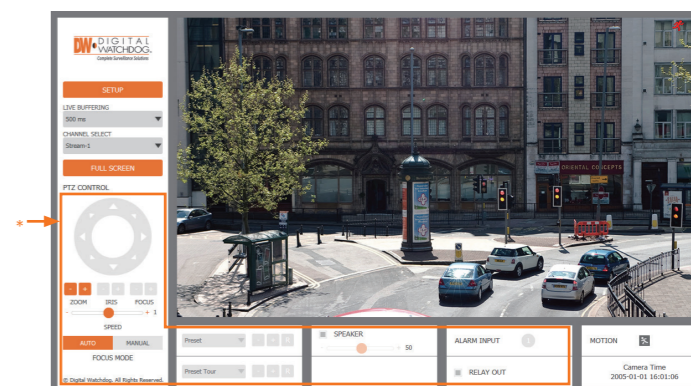 DW DIGITAL
WATCHDOG.
Complete Surveillance Solutions
SETUP
LIVE BUFFERING
500 ms
CHANNEL SELECT
Stream-1
FULL SCREEN
PTZ CONTROL
*
- + - + - +
ZOOM IRIS FOCUS
- + 1
SPEED
AUTO MANUAL
FOCUS MODE
© Digital Watchdog. All Rights Reserved.
ORIENTAL CONCEPTS
Preset
Preset Tour
SPEAKER
- + 50
ALARM INPUT 1
RELAY OUT
MOTION
Camera Time
2005-01-01 16:01:06